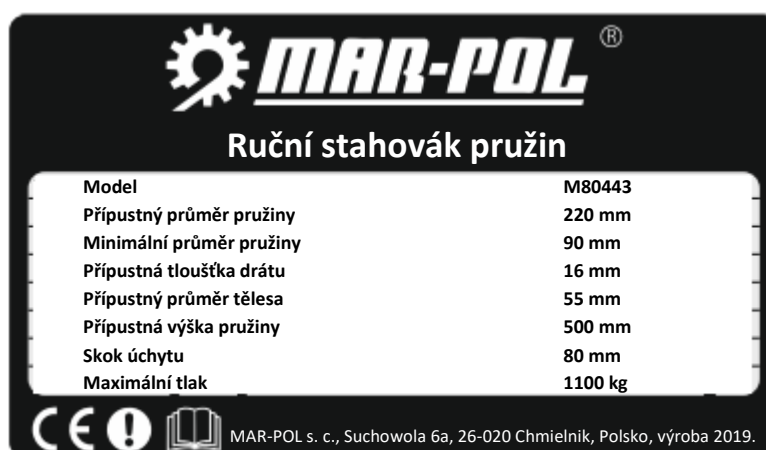 MAR-POL ®
Ruční stahovák pružin
Model M80443
Přípustný průměr pružiny 220 mm
Minimální průměr pružiny 90 mm
Přípustná tloušťka drátu 16 mm
Přípustný průměr tělesa 55 mm
Přípustná výška pružiny 500 mm
Skok úchytu 80 mm
Maximální tlak 1100 kg
CE MAR-POL s. c., Suchowola 6a, 26-020 Chmielnik, Polsko, výroba 2019.